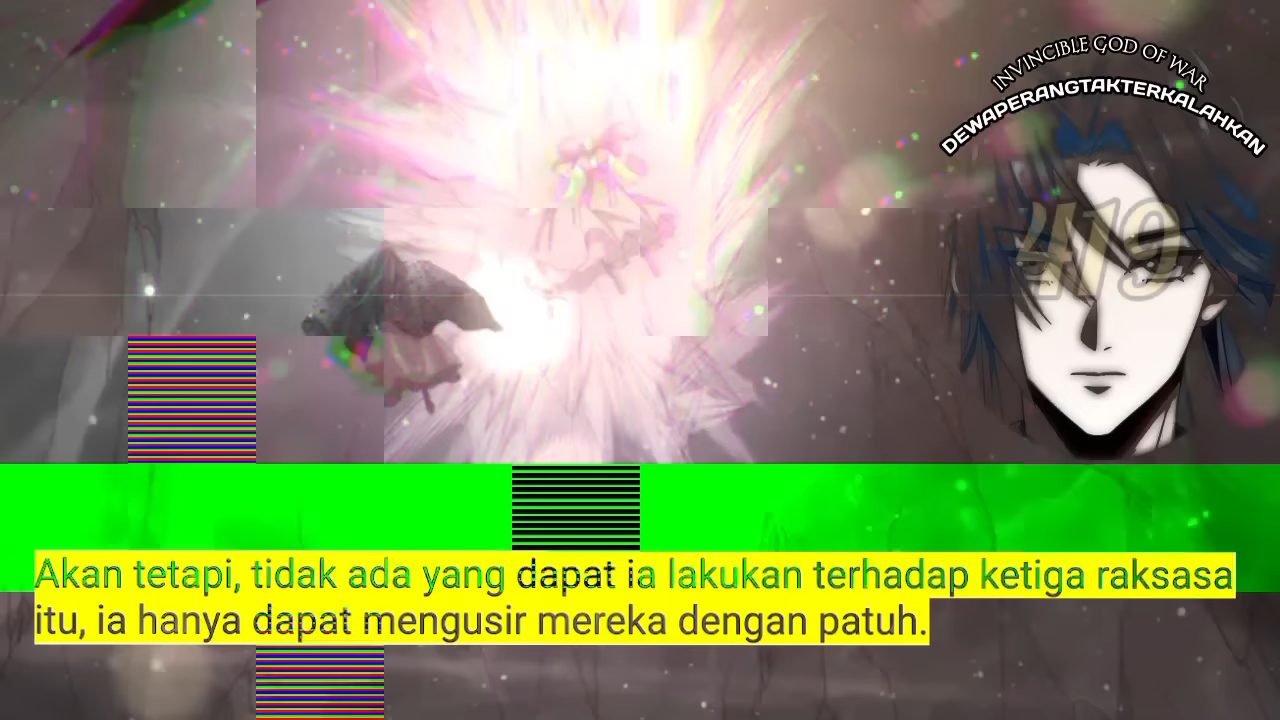 INVINCIBLE GOD OF WAR
DEWAPERANGTAKTERKALAHKAN
419
Akan tetapi, tidak ada yang dapat ia lakukan terhadap ketiga raksasa
itu, ia hanya dapat mengusir mereka dengan patuh.